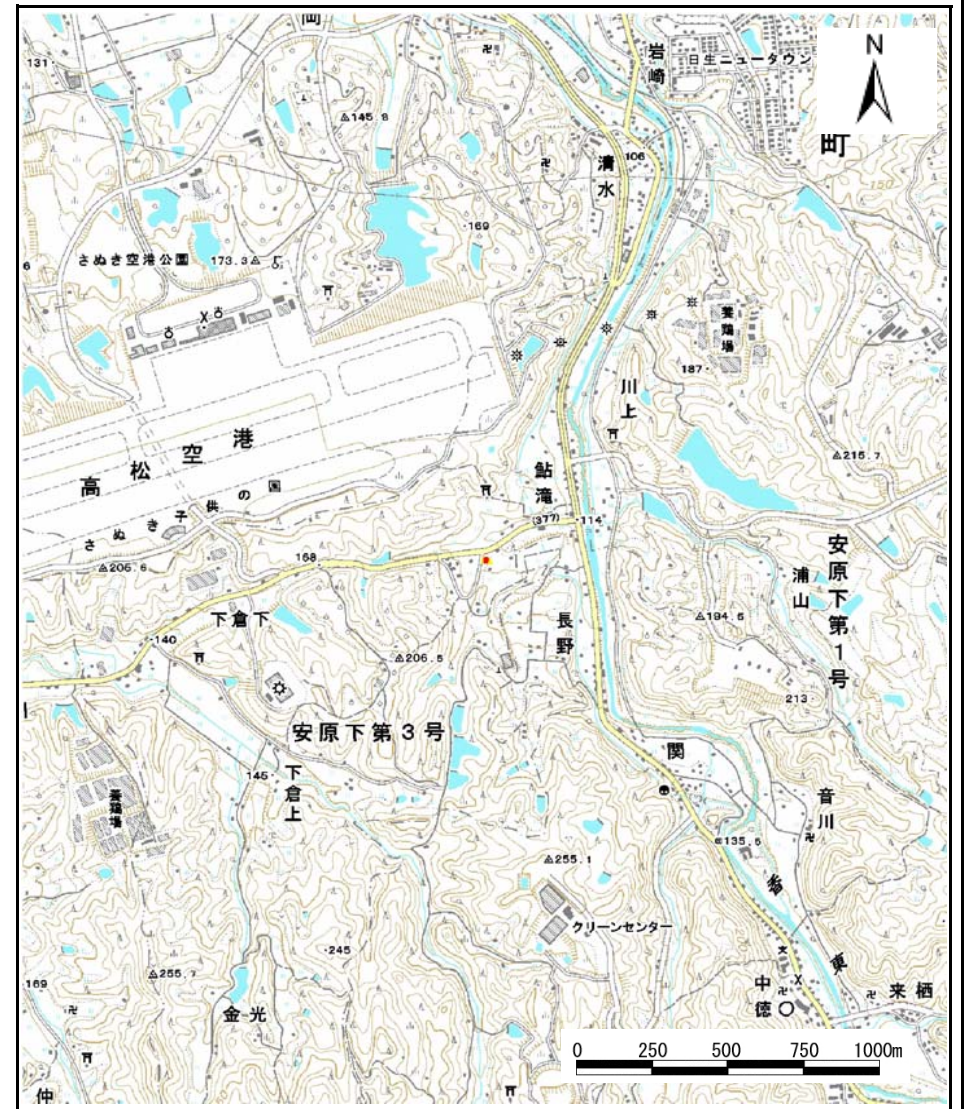 131
岡
岩崎
日生ニュータウン
N
町
145.8
106
清水
150
169
さぬき空港公園
173.3
養鶏場
187
川上
215.7
高松空港
鮎滝
(377)
114
さぬき子供の国
168
206.6
安原下第1号
浦山
下倉下
長野
194.5
140
206.5
213
安原下第3号
関
145
下倉上
養鶏場
音川
135.5
255.1
香東
クリーンセンター
245
255.7
169
中徳
来栖
金光
仲
0 250 500 750 1000m